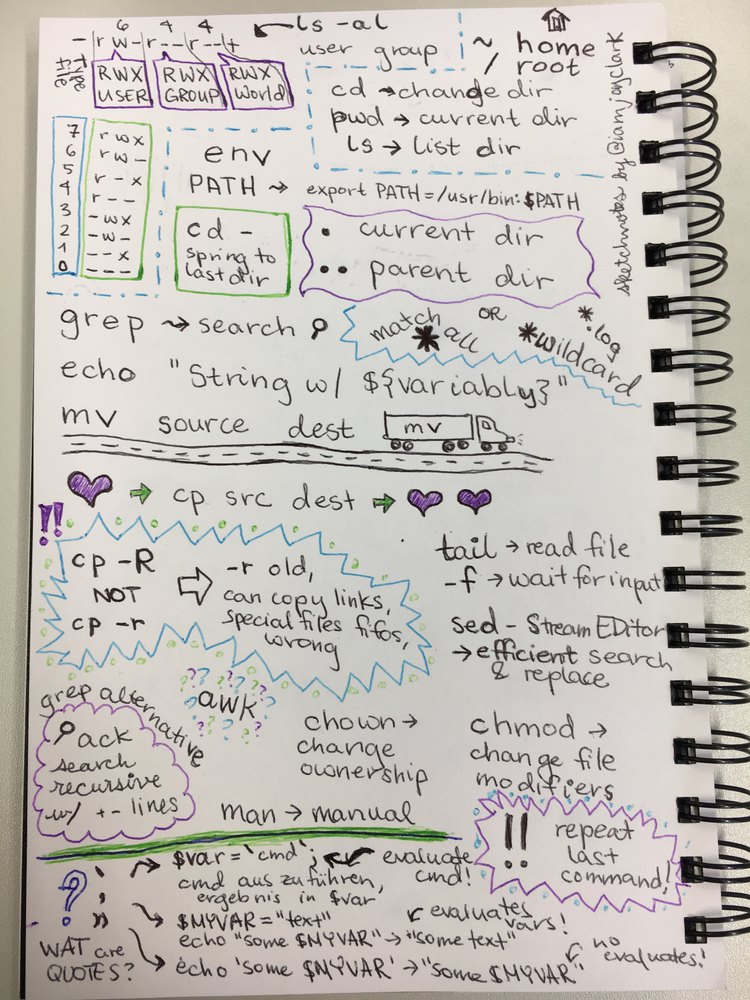 6 4 4
- | r w - | r - - | r - - | +
File Type
RWX USER
RWX GROUP
RWX World
ls -al
user group
~ home
/ root
cd → change dir
pwd → current dir
ls → list dir
sketchnotes by @iamjoyclark
7 r w x
6 r w -
5 r - x
4 r - -
3 - w x
2 - w -
1 - - x
0 - - -
env
PATH → export PATH=/usr/bin:$PATH
cd -
spring to
last dir
• current dir
•• parent dir
grep → search
match * all OR *wildcard *.log
echo "String w/ ${variably}"
mv source dest
mv
→ cp src dest →
!!
cp -R
NOT
cp -r
⇒ -r old,
can copy links,
special files fifos,
wrong
tail → read file
-f → wait for input
sed - Stream EDitor
→ efficient search
& replace
grep alternative
ack
search
recursive
w/ +- lines
??????
awk
??????
chown →
change
ownership
chmod →
change file
modifiers
man → manual
!! repeat
.. last
command!
? ` ' "
WAT are
QUOTES?
→ $var = `cmd`; ← evaluate
cmd!
cmd auszuführen,
ergebnis in $var
→ $MYVAR = "text" ← evaluates
vars!
echo "some $MYVAR" → "some text"
→ echo 'some $MYVAR' → "some $MYVAR" ← no
evaluates!